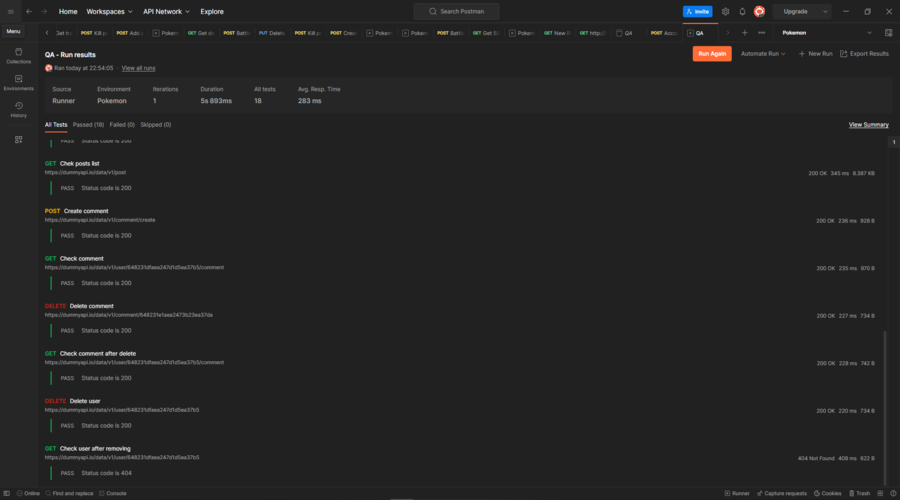 Home Workspaces API Network Explore Search Postman Invite Upgrade
Menu
POST Kill p POST Add a Pokem GET Get de POST Battl PUT Delete POST Kill p POST Crea Pokem Pokem POST Battl GET Get Pokem GET New GET http:// QA POST Acco QA Pokemon
QA - Run results
Run Again Automate Run + New Run Export Results
Ran today at 22:54:05 · View all runs
Collections
Environments
History
Source Environment Iterations Duration All tests Avg. Resp. Time
Runner Pokemon 1 5s 893ms 18 283 ms
All Tests Passed (18) Failed (0) Skipped (0) View Summary
1
PASS Status code is 200
GET Chek posts list
https://dummyapi.io/data/v1/post 200 OK 345 ms 8.387 KB
PASS Status code is 200
POST Create comment
https://dummyapi.io/data/v1/comment/create 200 OK 236 ms 928 B
PASS Status code is 200
GET Check comment
https://dummyapi.io/data/v1/user/648231dfaea247d1d5ea37b5/comment 200 OK 235 ms 970 B
PASS Status code is 200
DELETE Delete comment
https://dummyapi.io/data/v1/comment/648231e1aea2473b23ea37da 200 OK 227 ms 734 B
PASS Status code is 200
GET Check comment after delete
https://dummyapi.io/data/v1/user/648231dfaea247d1d5ea37b5/comment 200 OK 228 ms 742 B
PASS Status code is 200
DELETE Delete user
https://dummyapi.io/data/v1/user/648231dfaea247d1d5ea37b5 200 OK 220 ms 734 B
PASS Status code is 200
GET Check user after removing
https://dummyapi.io/data/v1/user/648231dfaea247d1d5ea37b5 404 Not Found 408 ms 622 B
PASS Status code is 404
Online Find and replace Console Runner Capture requests Cookies Trash